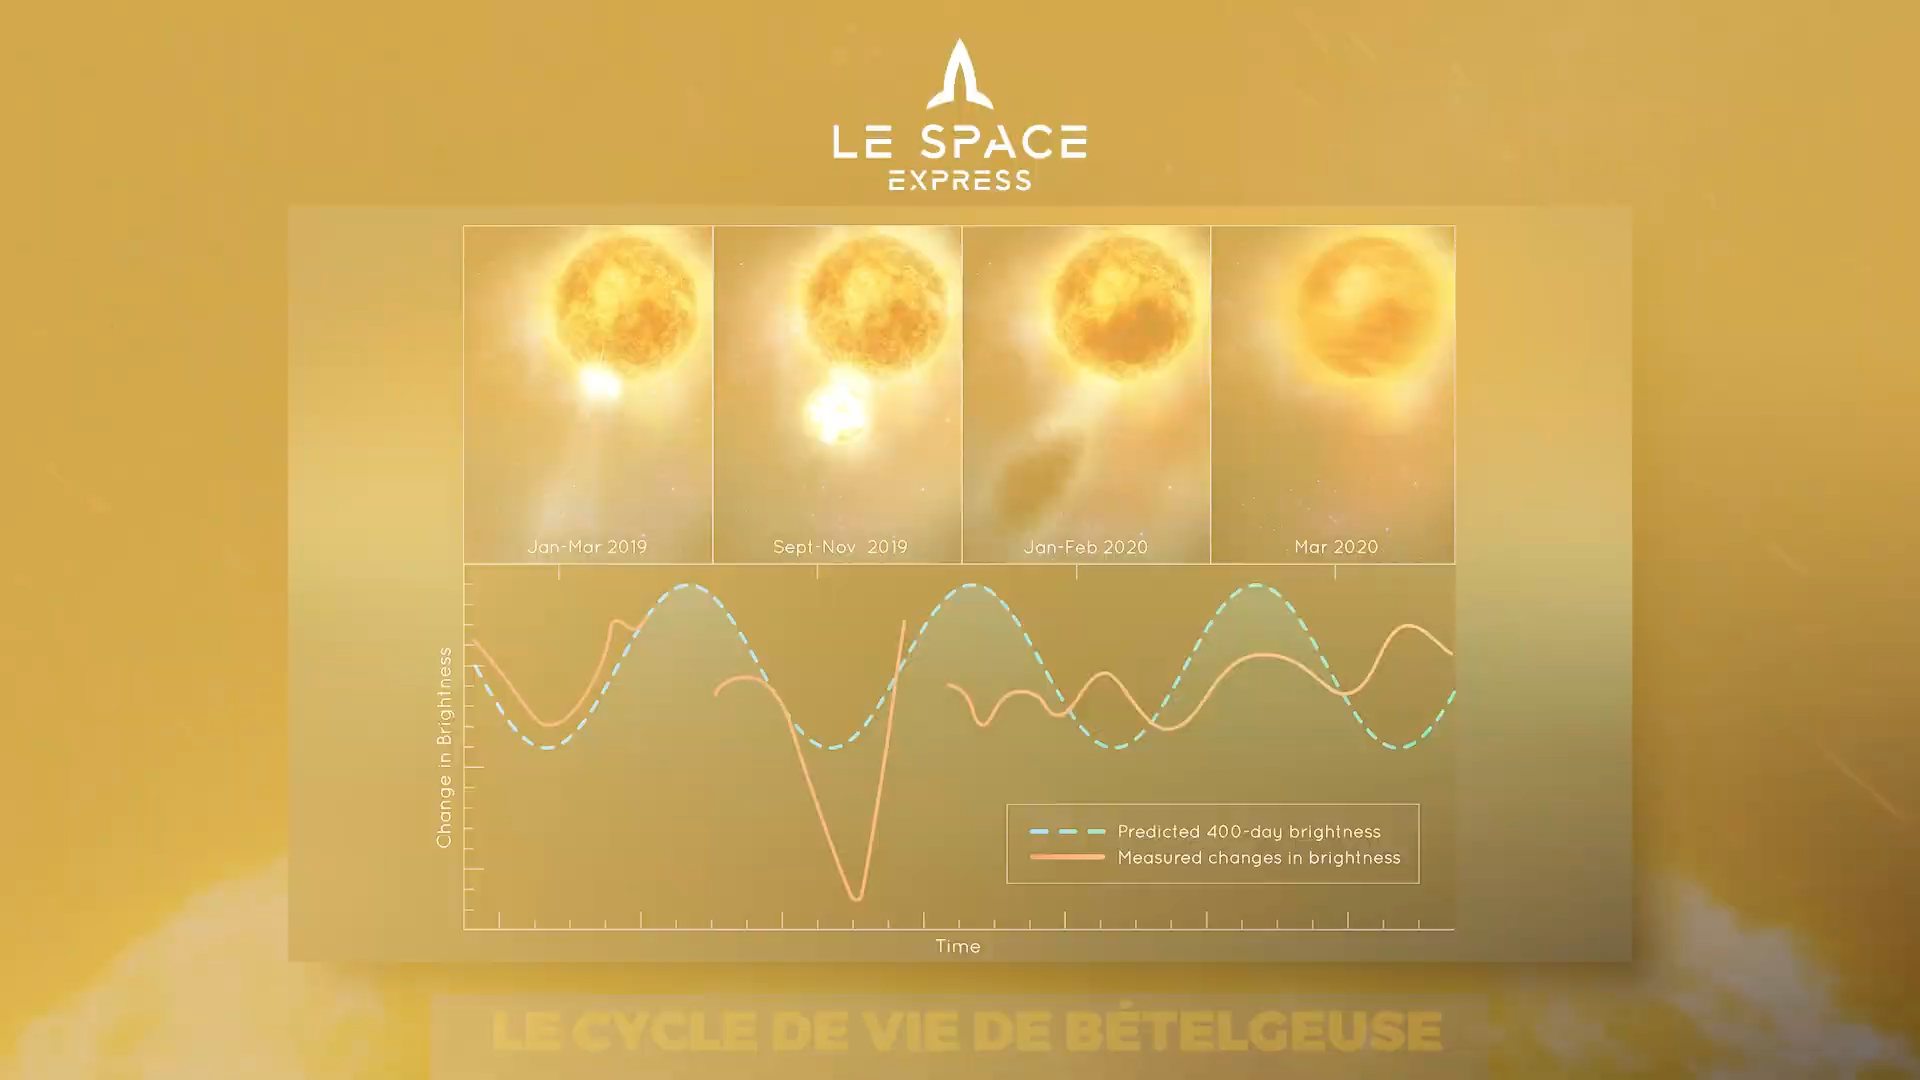 LE SPACE
EXPRESS
Jan-Mar 2019
Sept-Nov 2019
Jan-Feb 2020
Mar 2020
Change in Brightness
Predicted 400-day brightness
Measured changes in brightness
Time
LE CYCLE DE VIE DE BÉTELGEUSE